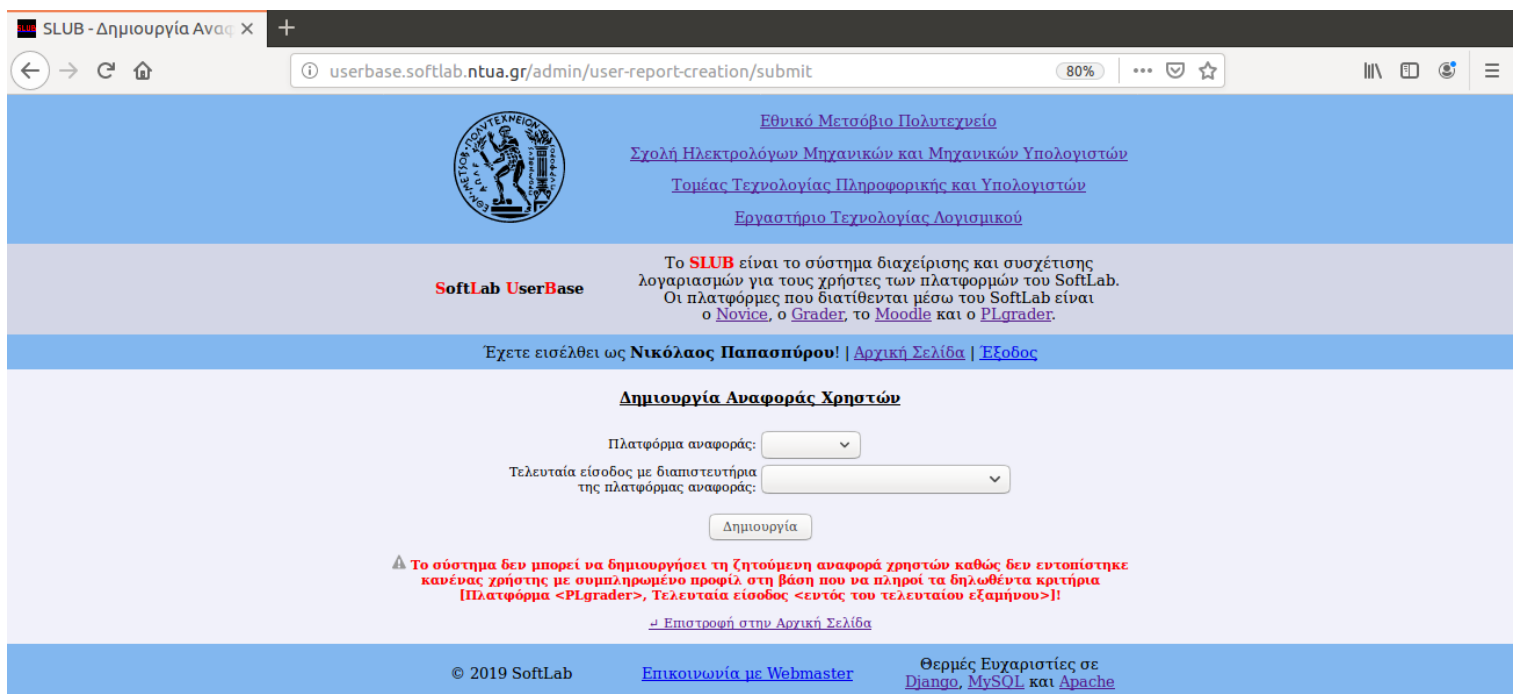 SLUB - Δημιουργία Αναφ
userbase.softlab.ntua.gr/admin/user-report-creation/submit
80%
Εθνικό Μετσόβιο Πολυτεχνείο
Σχολή Ηλεκτρολόγων Μηχανικών και Μηχανικών Υπολογιστών
Τομέας Τεχνολογίας Πληροφορικής και Υπολογιστών
Εργαστήριο Τεχνολογίας Λογισμικού
SoftLab UserBase
Το SLUB είναι το σύστημα διαχείρισης και συσχέτισης
λογαριασμών για τους χρήστες των πλατφορμών του SoftLab.
Οι πλατφόρμες που διατίθενται μέσω του SoftLab είναι
ο Novice, ο Grader, το Moodle και ο PLgrader.
Έχετε εισέλθει ως Νικόλαος Παπασπύρου! | Αρχική Σελίδα | Έξοδος
Δημιουργία Αναφοράς Χρηστών
Πλατφόρμα αναφοράς:
Τελευταία είσοδος με διαπιστευτήρια
της πλατφόρμας αναφοράς:
Δημιουργία
Το σύστημα δεν μπορεί να δημιουργήσει τη ζητούμενη αναφορά χρηστών καθώς δεν εντοπίστηκε
κανένας χρήστης με συμπληρωμένο προφίλ στη βάση που να πληροί τα δηλωθέντα κριτήρια
[Πλατφόρμα <PLgrader>, Τελευταία είσοδος <εντός του τελευταίου εξαμήνου>]!
↵ Επιστροφή στην Αρχική Σελίδα
© 2019 SoftLab
Επικοινωνία με Webmaster
Θερμές Ευχαριστίες σε
Django, MySQL και Apache